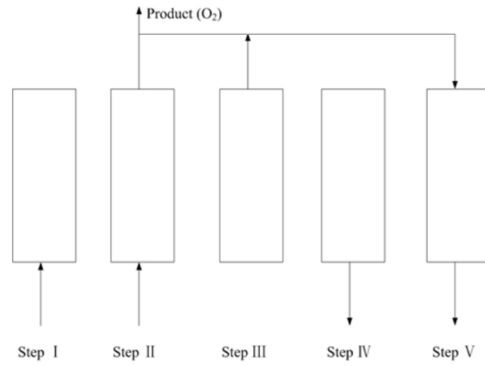 Product (O₂)
Step Ⅰ Step Ⅱ Step Ⅲ Step Ⅳ Step Ⅴ